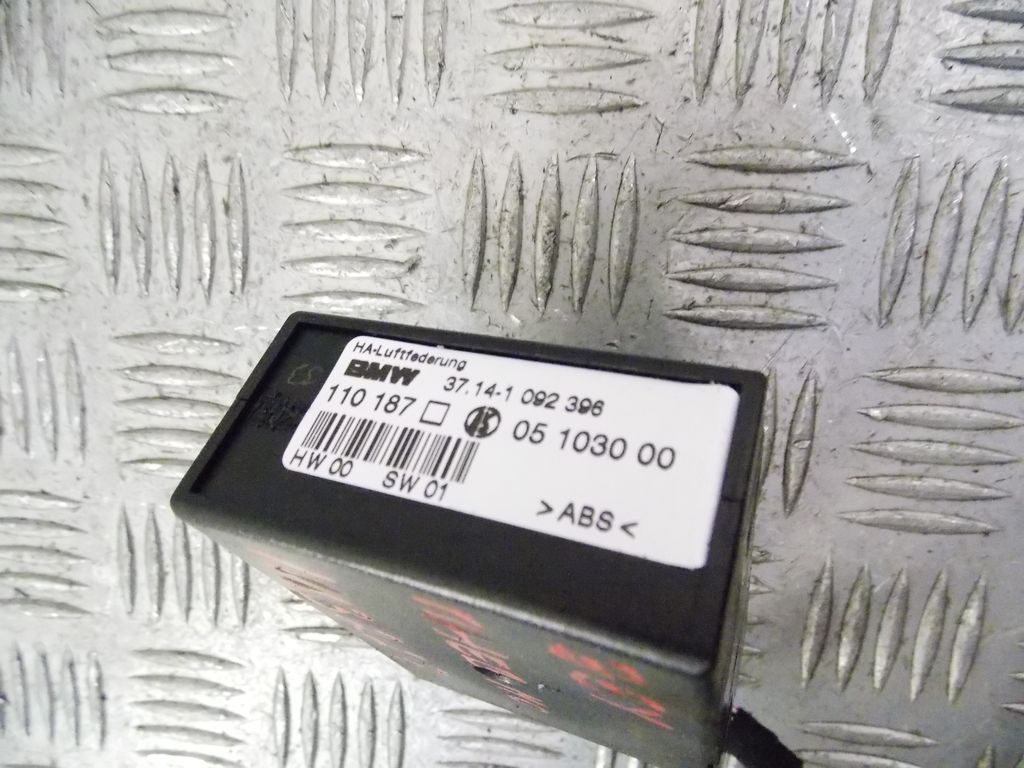 HA-Luftfederung
BMW 37.14-1 092 396
110 187 05 1030 00
HW 00 SW 01
>ABS<